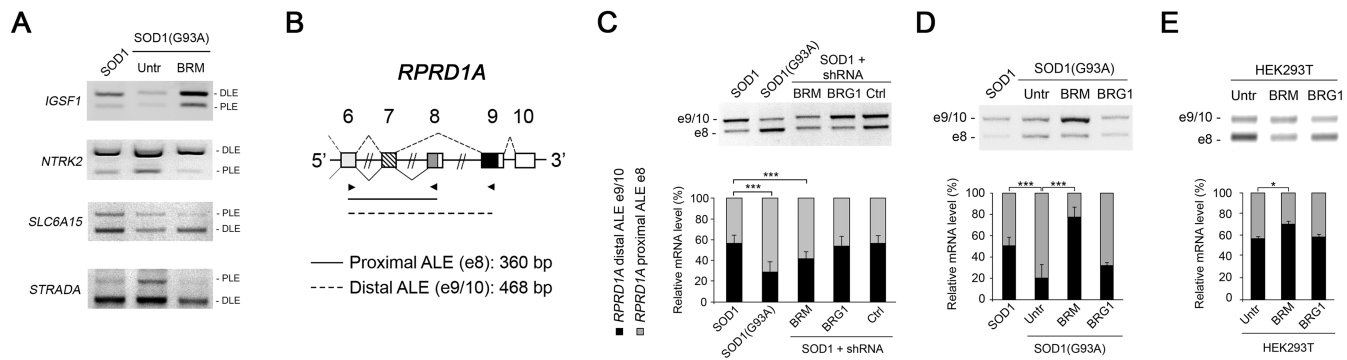 A
SOD1(G93A)
SOD1
Untr
BRM
IGSF1
- DLE
- PLE
NTRK2
- DLE
- PLE
SLC6A15
- PLE
- DLE
STRADA
- PLE
- DLE
B
RPRD1A
6 7 8 9 10
5' 3'
Proximal ALE (e8): 360 bp
Distal ALE (e9/10): 468 bp
C
SOD1
SOD1(G93A)
SOD1 +
shRNA
BRM BRG1 Ctrl
e9/10 -
e8 -
RPRD1A distal ALE e9/10
RPRD1A proximal ALE e8
Relative mRNA level (%)
100
80
60
40
20
0
***
***
SOD1
SOD1(G93A)
BRM
BRG1
Ctrl
SOD1 + shRNA
D
SOD1(G93A)
SOD1
Untr BRM BRG1
e9/10 -
e8 -
Relative mRNA level (%)
100
80
60
40
20
0
*** ***
SOD1
Untr
BRM
BRG1
SOD1(G93A)
E
HEK293T
Untr BRM BRG1
e9/10 -
e8 -
Relative mRNA level (%)
100
80
60
40
20
0
*
Untr
BRM
BRG1
HEK293T